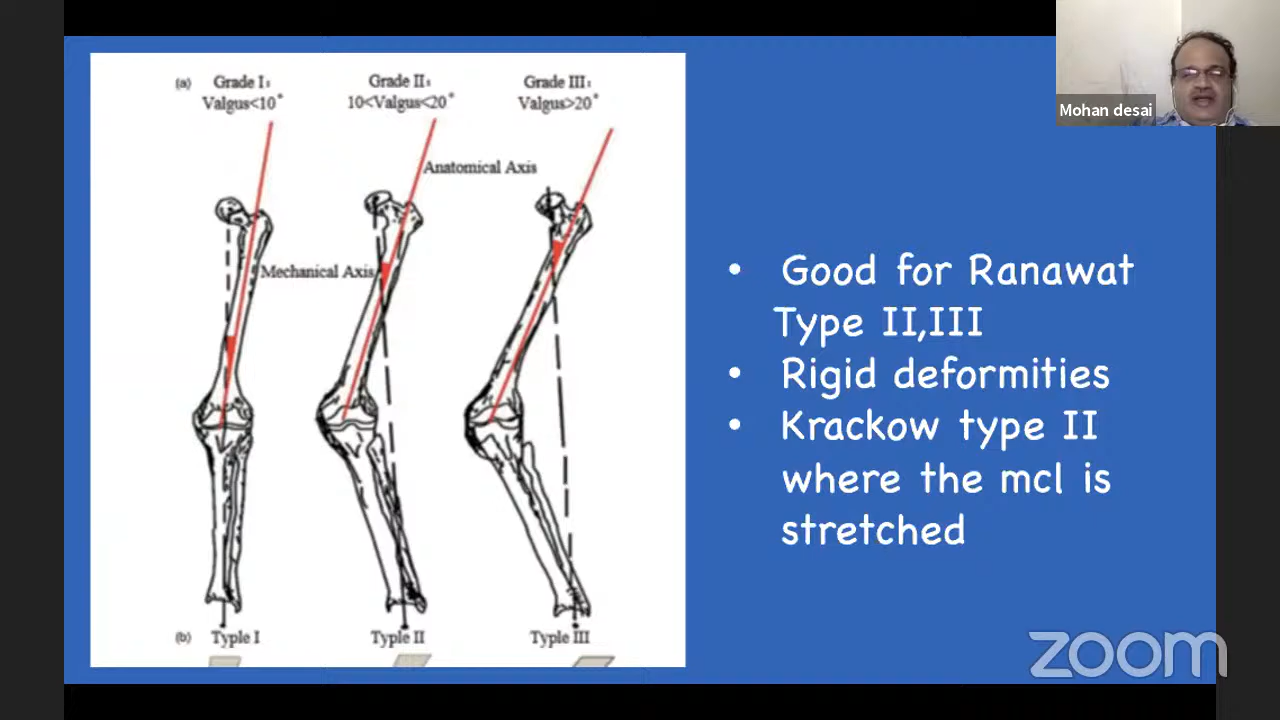 (a) Grade I: Grade II: Grade III:
Valgus<10° 10<Valgus<20° Valgus>20°
Anatomical Axis
Mechanical Axis
(b) Typle I Typle II Typle III
• Good for Ranawat
Type II,III
• Rigid deformities
• Krackow type II
where the mcl is
stretched
Mohan desai
zoom